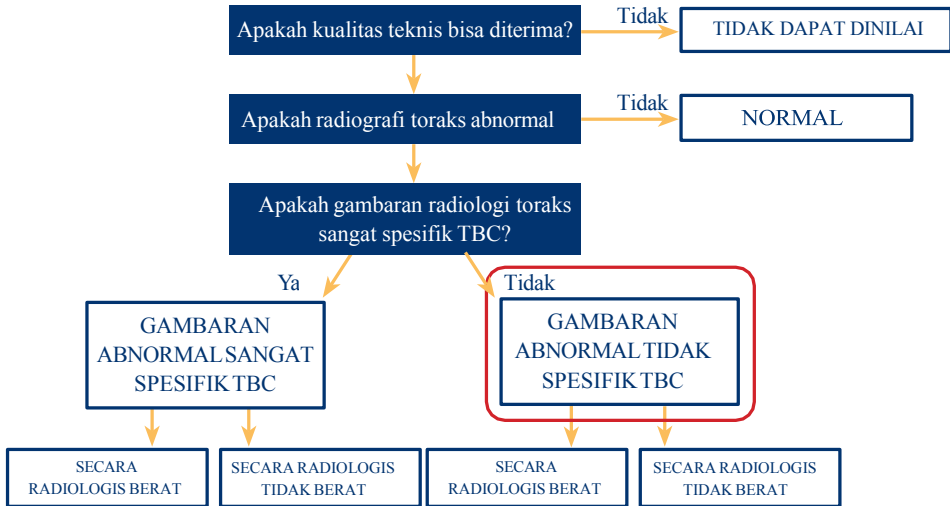 Apakah kualitas teknis bisa diterima?
Tidak
TIDAK DAPAT DINILAI
Apakah radiografi toraks abnormal
Tidak
NORMAL
Apakah gambaran radiologi toraks
sangat spesifik TBC?
Ya
Tidak
GAMBARAN
ABNORMAL SANGAT
SPESIFIK TBC
GAMBARAN
ABNORMAL TIDAK
SPESIFIK TBC
SECARA
RADIOLOGIS BERAT
SECARA RADIOLOGIS
TIDAK BERAT
SECARA
RADIOLOGIS BERAT
SECARA RADIOLOGIS
TIDAK BERAT